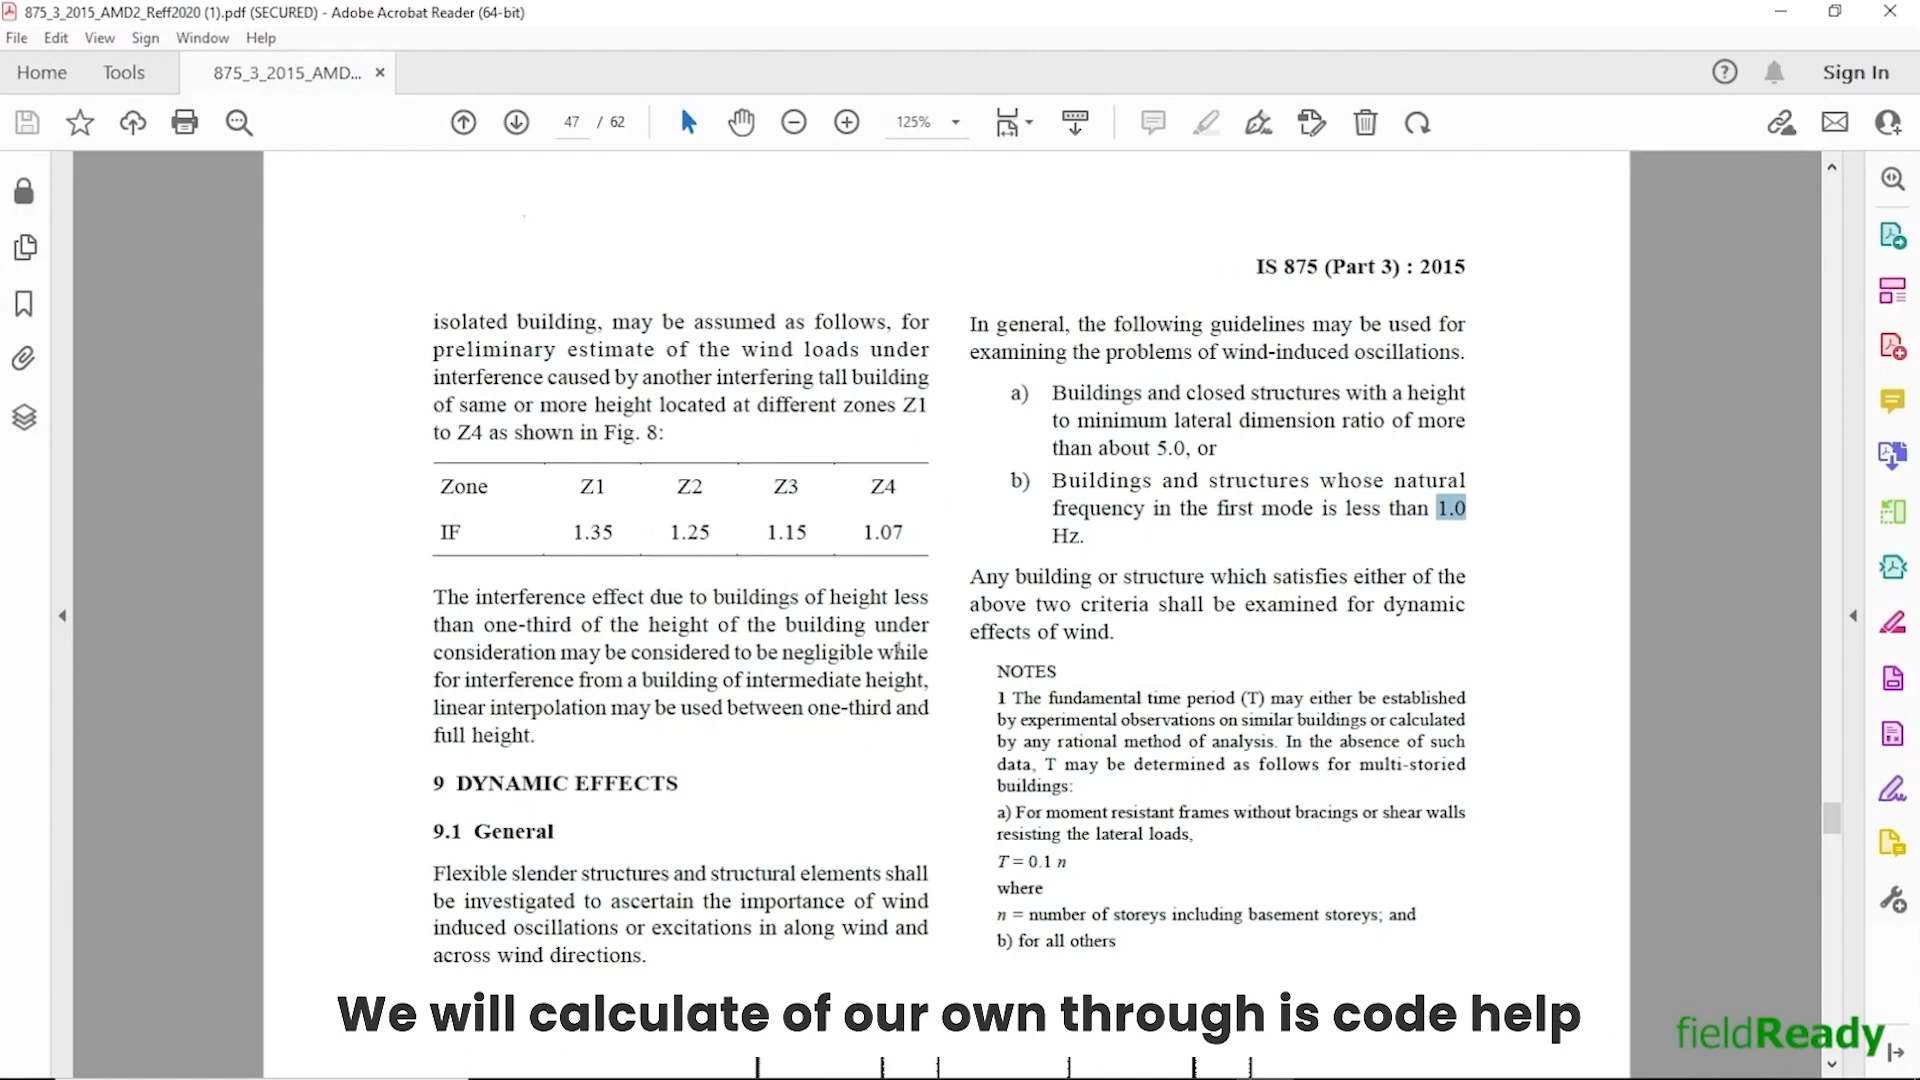 875_3_2015_AMD2_Reff2020 (1).pdf (SECURED) - Adobe Acrobat Reader (64-bit)
File Edit View Sign Window Help
Home Tools 875_3_2015_AMD... × Sign In
47 / 62 125%
IS 875 (Part 3) : 2015
isolated building, may be assumed as follows, for
preliminary estimate of the wind loads under
interference caused by another interfering tall building
of same or more height located at different zones Z1
to Z4 as shown in Fig. 8:
Zone Z1 Z2 Z3 Z4
IF 1.35 1.25 1.15 1.07
The interference effect due to buildings of height less
than one-third of the height of the building under
consideration may be considered to be negligible while
for interference from a building of intermediate height,
linear interpolation may be used between one-third and
full height.
9 DYNAMIC EFFECTS
9.1 General
Flexible slender structures and structural elements shall
be investigated to ascertain the importance of wind
induced oscillations or excitations in along wind and
across wind directions.
In general, the following guidelines may be used for
examining the problems of wind-induced oscillations.
a) Buildings and closed structures with a height
to minimum lateral dimension ratio of more
than about 5.0, or
b) Buildings and structures whose natural
frequency in the first mode is less than 1.0
Hz.
Any building or structure which satisfies either of the
above two criteria shall be examined for dynamic
effects of wind.
NOTES
1 The fundamental time period (T) may either be established
by experimental observations on similar buildings or calculated
by any rational method of analysis. In the absence of such
data, T may be determined as follows for multi-storied
buildings:
a) For moment resistant frames without bracings or shear walls
resisting the lateral loads,
T = 0.1 n
where
n = number of storeys including basement storeys; and
b) for all others
We will calculate of our own through is code help
fieldReady